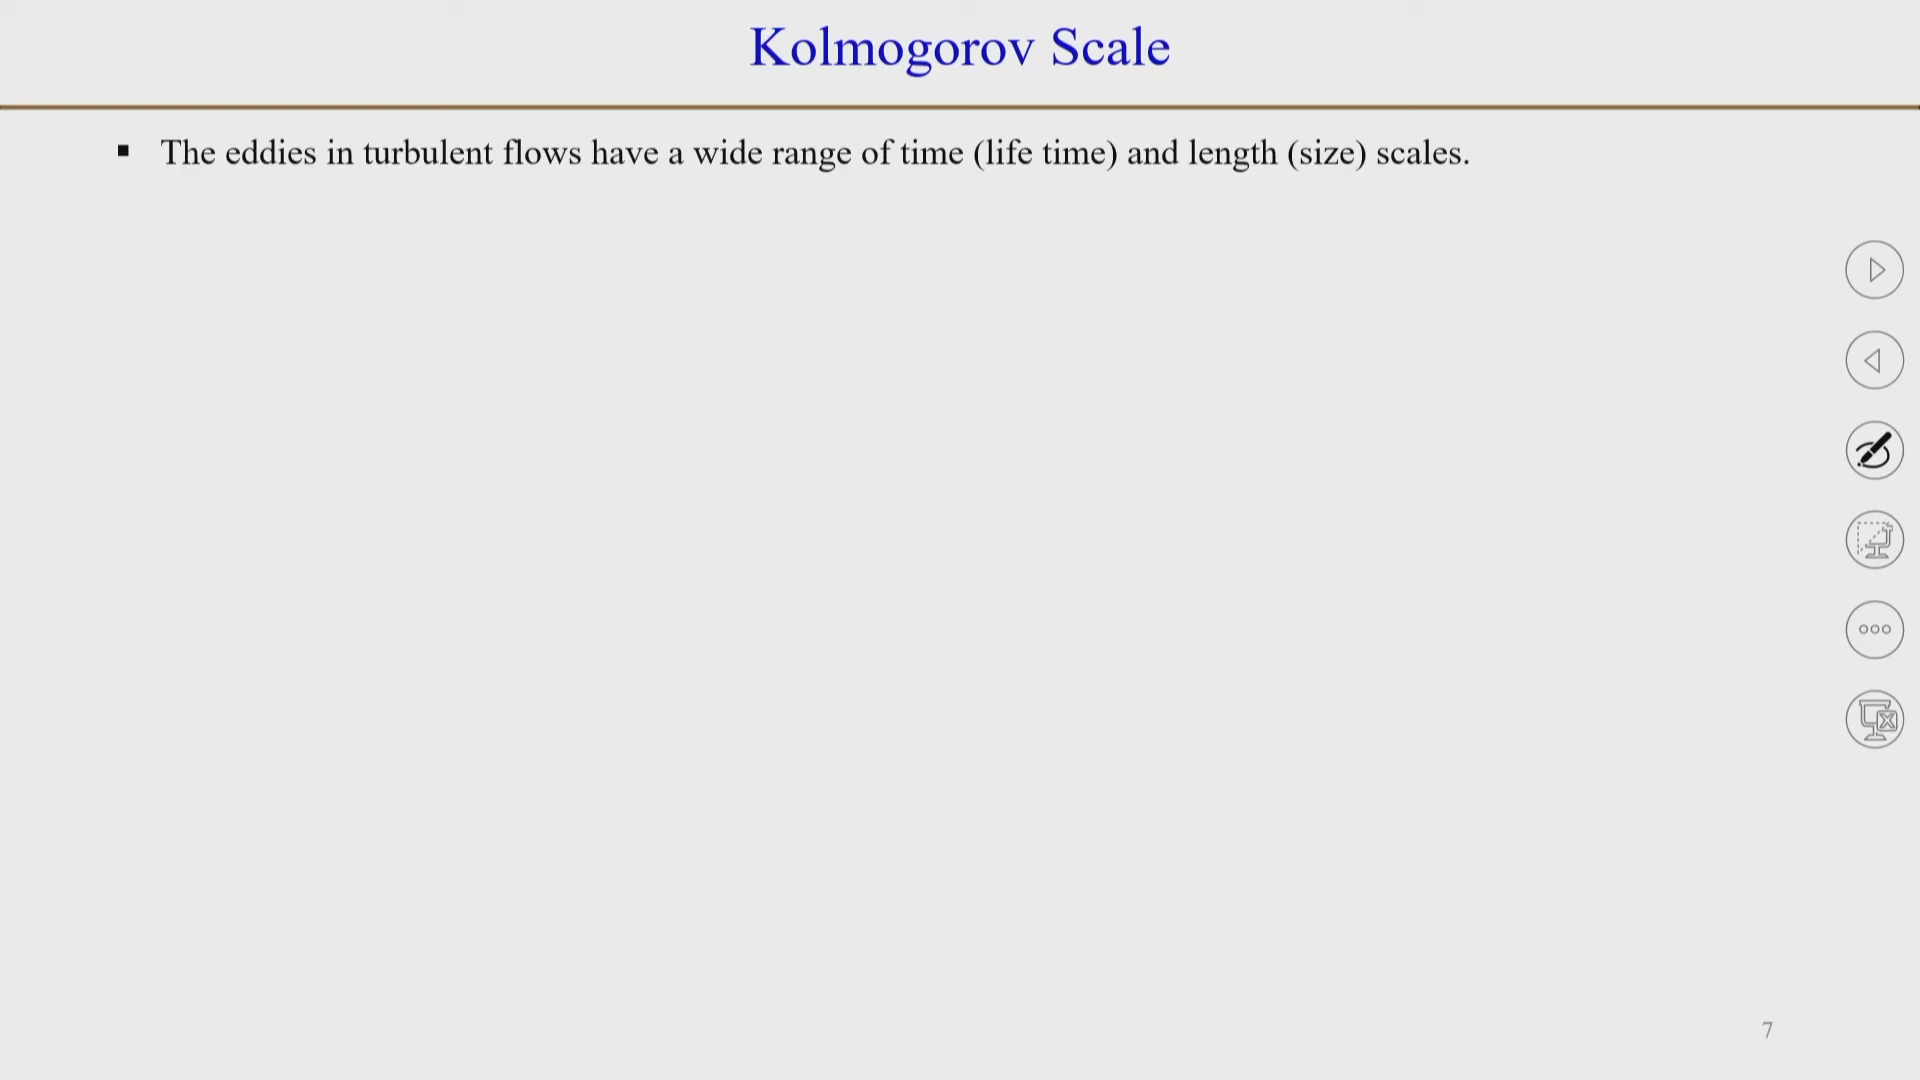 Kolmogorov Scale
▪ The eddies in turbulent flows have a wide range of time (life time) and length (size) scales.
7